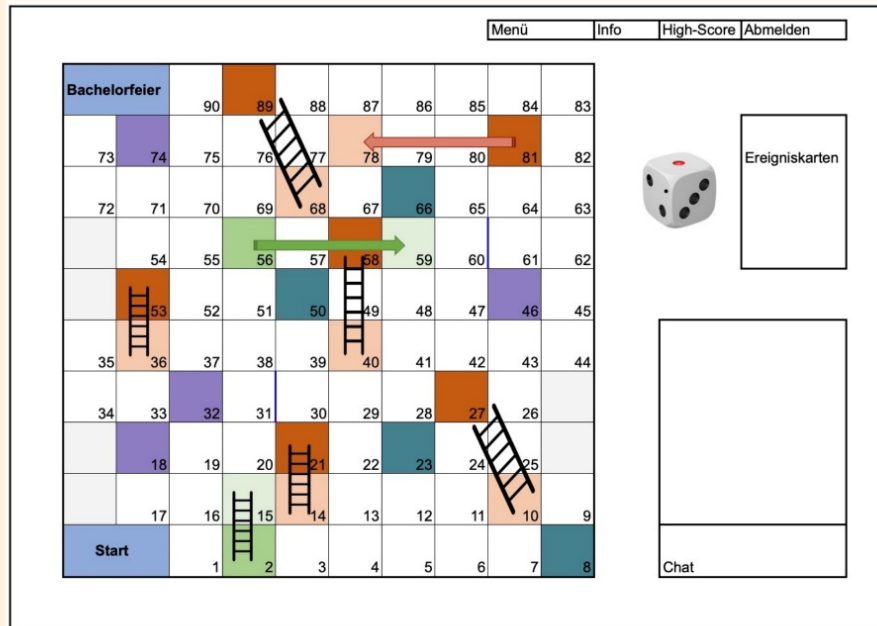 Menü Info High-Score Abmelden
Bachelorfeier 90 89 88 87 86 85 84 83
73 74 75 76 77 78 79 80 81 82
Ereigniskarten
72 71 70 69 68 67 66 65 64 63
54 55 56 57 58 59 60 61 62
53 52 51 50 49 48 47 46 45
35 36 37 38 39 40 41 42 43 44
34 33 32 31 30 29 28 27 26
18 19 20 21 22 23 24 25
17 16 15 14 13 12 11 10 9
Start 1 2 3 4 5 6 7 8
Chat